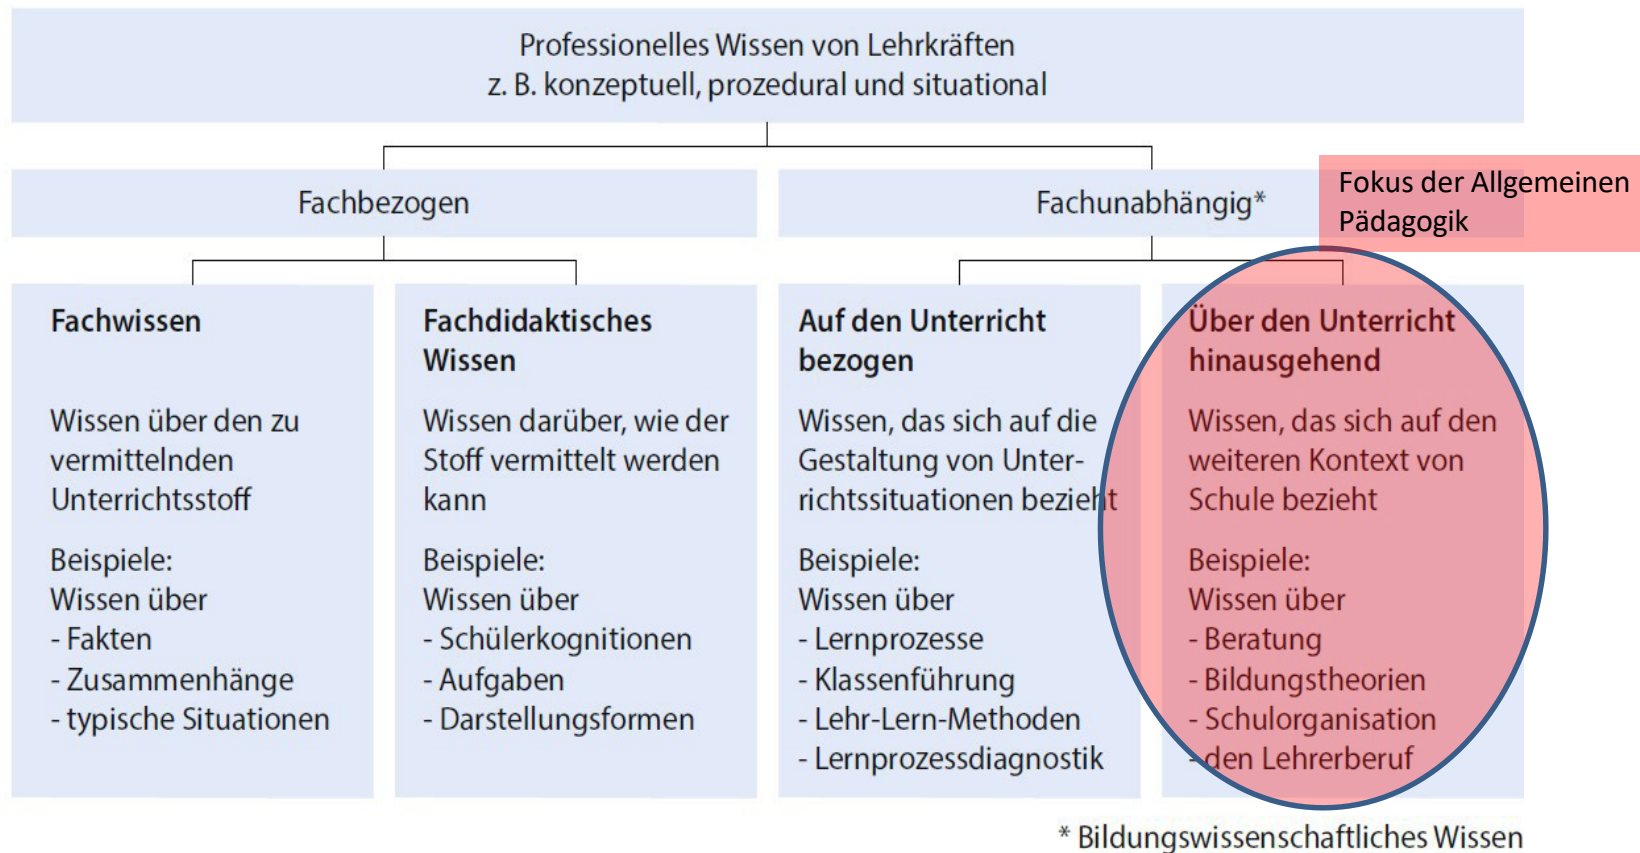 Professionelles Wissen von Lehrkräften
z. B. konzeptuell, prozedural und situational
Fachbezogen
Fachunabhängig*
Fokus der Allgemeinen
Pädagogik
Fachwissen
Wissen über den zu
vermittelnden
Unterrichtsstoff
Beispiele:
Wissen über
- Fakten
- Zusammenhänge
- typische Situationen
Fachdidaktisches
Wissen
Wissen darüber, wie der
Stoff vermittelt werden
kann
Beispiele:
Wissen über
- Schülerkognitionen
- Aufgaben
- Darstellungsformen
Auf den Unterricht
bezogen
Wissen, das sich auf die
Gestaltung von Unter-
richtssituationen bezieht
Beispiele:
Wissen über
- Lernprozesse
- Klassenführung
- Lehr-Lern-Methoden
- Lernprozessdiagnostik
Über den Unterricht
hinausgehend
Wissen, das sich auf den
weiteren Kontext von
Schule bezieht
Beispiele:
Wissen über
- Beratung
- Bildungstheorien
- Schulorganisation
- den Lehrerberuf
* Bildungswissenschaftliches Wissen